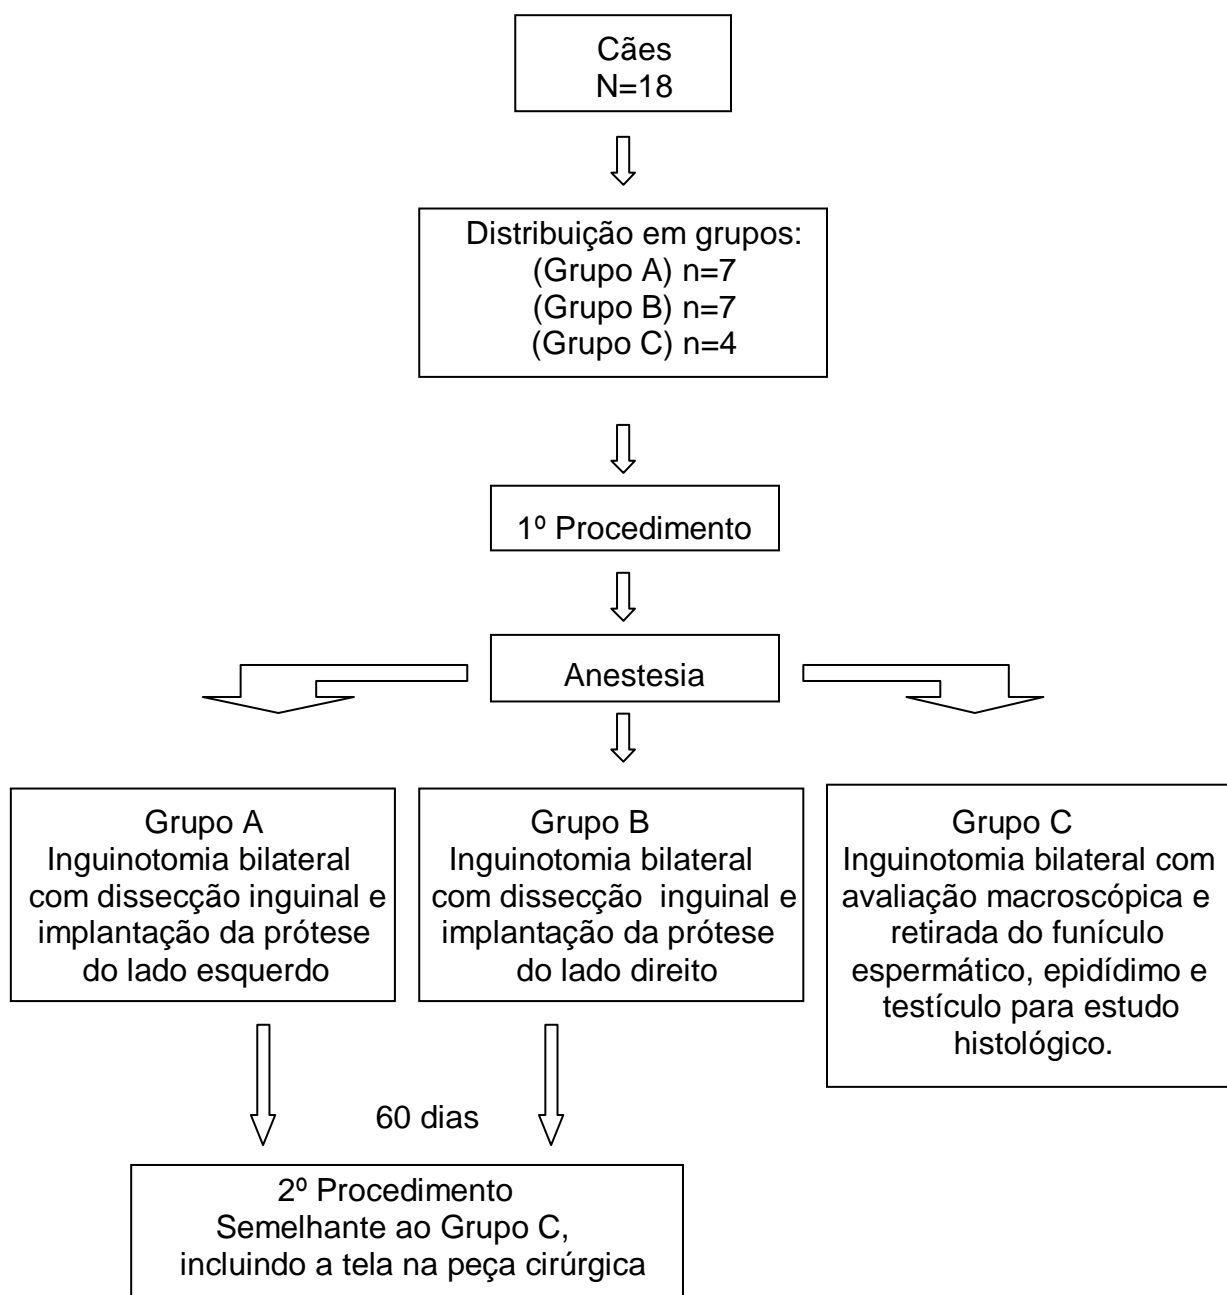 Cães
N=18
Distribuição em grupos:
(Grupo A) n=7
(Grupo B) n=7
(Grupo C) n=4
1º Procedimento
Anestesia
Grupo A
Inguinotomia bilateral
com dissecção inguinal e
implantação da prótese
do lado esquerdo
Grupo B
Inguinotomia bilateral
com dissecção inguinal e
implantação da prótese
do lado direito
Grupo C
Inguinotomia bilateral com
avaliação macroscópica e
retirada do funículo
espermático, epidídimo e
testículo para estudo
histológico.
60 dias
2º Procedimento
Semelhante ao Grupo C,
incluindo a tela na peça cirúrgica